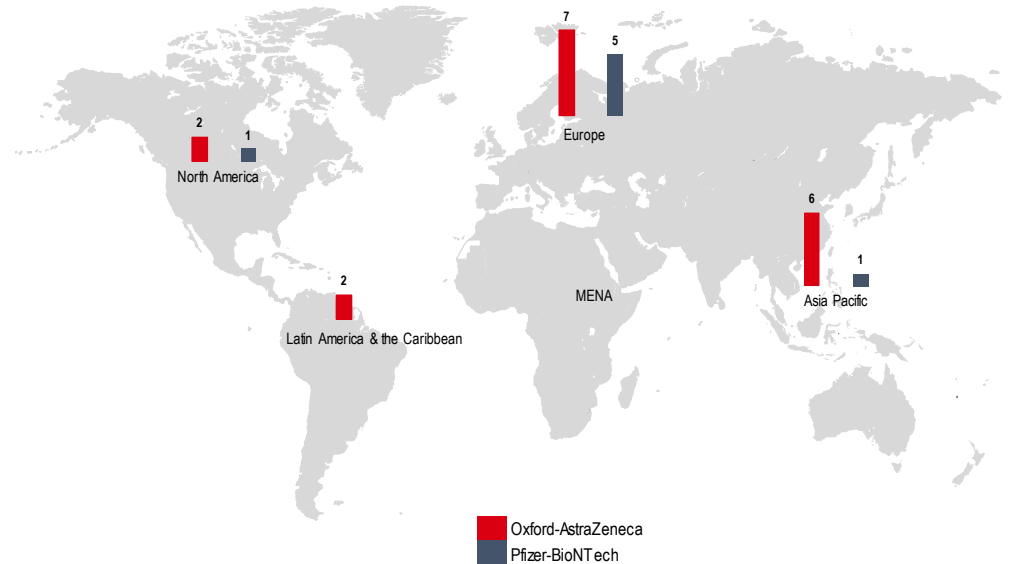 7
5
Europe
2
1
North America
6
1
Asia Pacific
2
Latin America & the Caribbean
MENA
Oxford-AstraZeneca
Pfizer-BioNTech